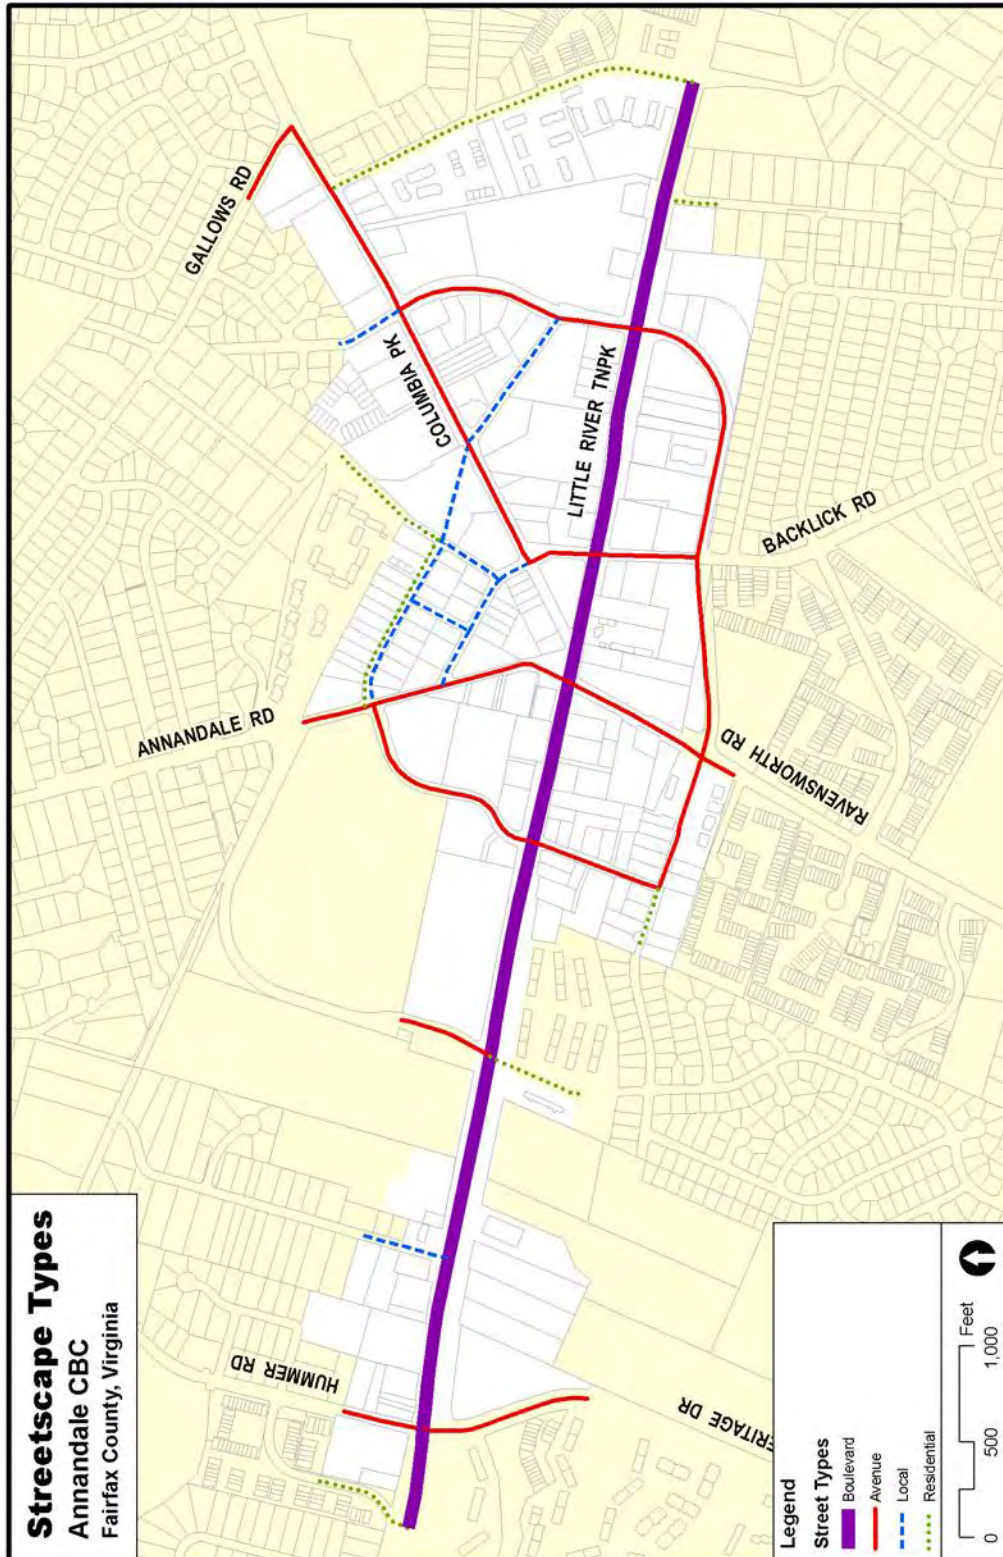 Streetscape Types
Annandale CBC
Fairfax County, Virginia
HUMMER RD
ERITAGE DR
ANNANDALE RD
RAVENSWORTH RD
GALLOWS RD
COLUMBIA PK
LITTLE RIVER TNPK
BACKLICK RD
Legend
Street Types
Boulevard
Avenue
Local
Residential
0 500 1,000 Feet